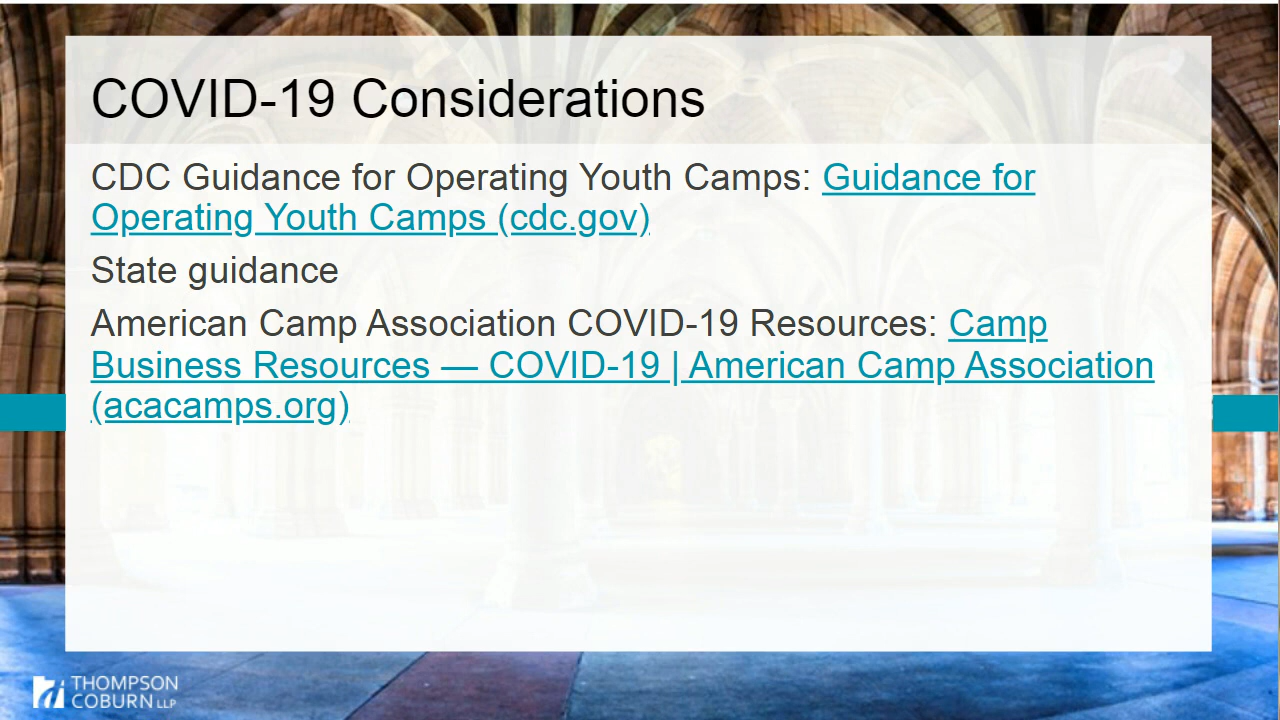 COVID-19 Considerations
CDC Guidance for Operating Youth Camps: Guidance for
Operating Youth Camps (cdc.gov)
State guidance
American Camp Association COVID-19 Resources: Camp
Business Resources — COVID-19 | American Camp Association
(acacamps.org)
THOMPSON
COBURN LLP